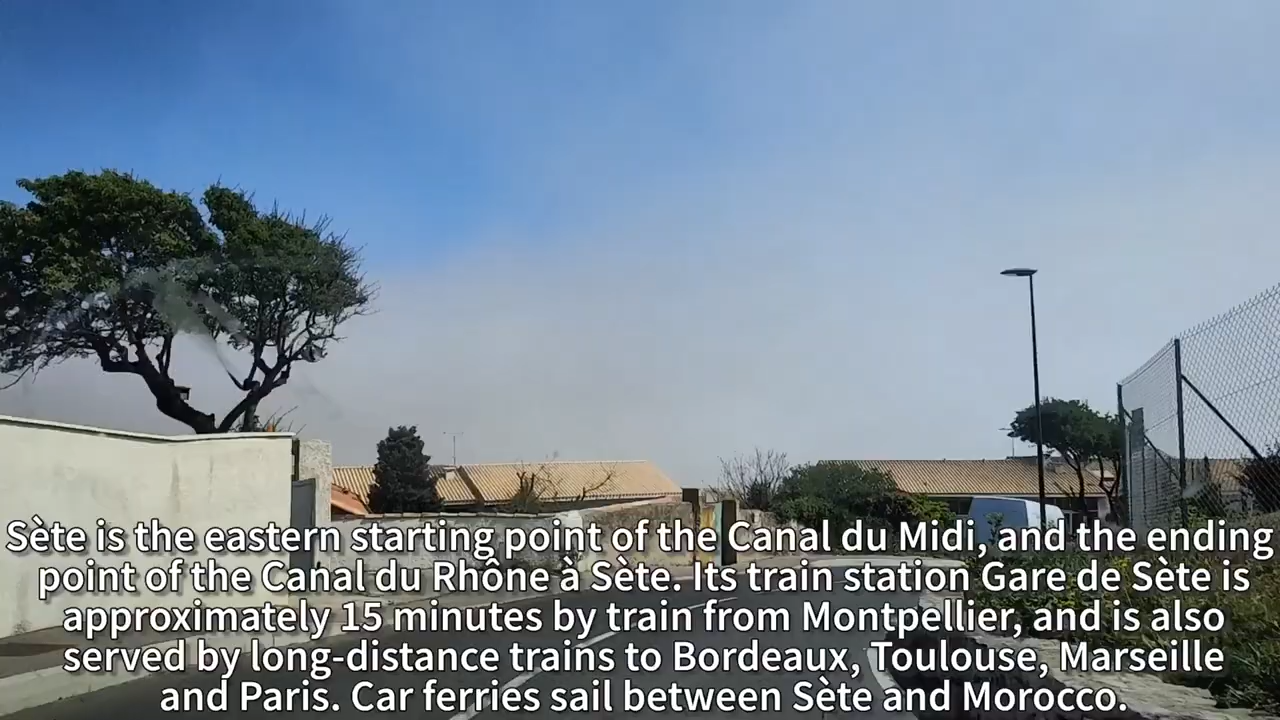 Sète is the eastern starting point of the Canal du Midi, and the ending
point of the Canal du Rhône à Sète. Its train station Gare de Sète is
approximately 15 minutes by train from Montpellier, and is also
served by long-distance trains to Bordeaux, Toulouse, Marseille
and Paris. Car ferries sail between Sète and Morocco.